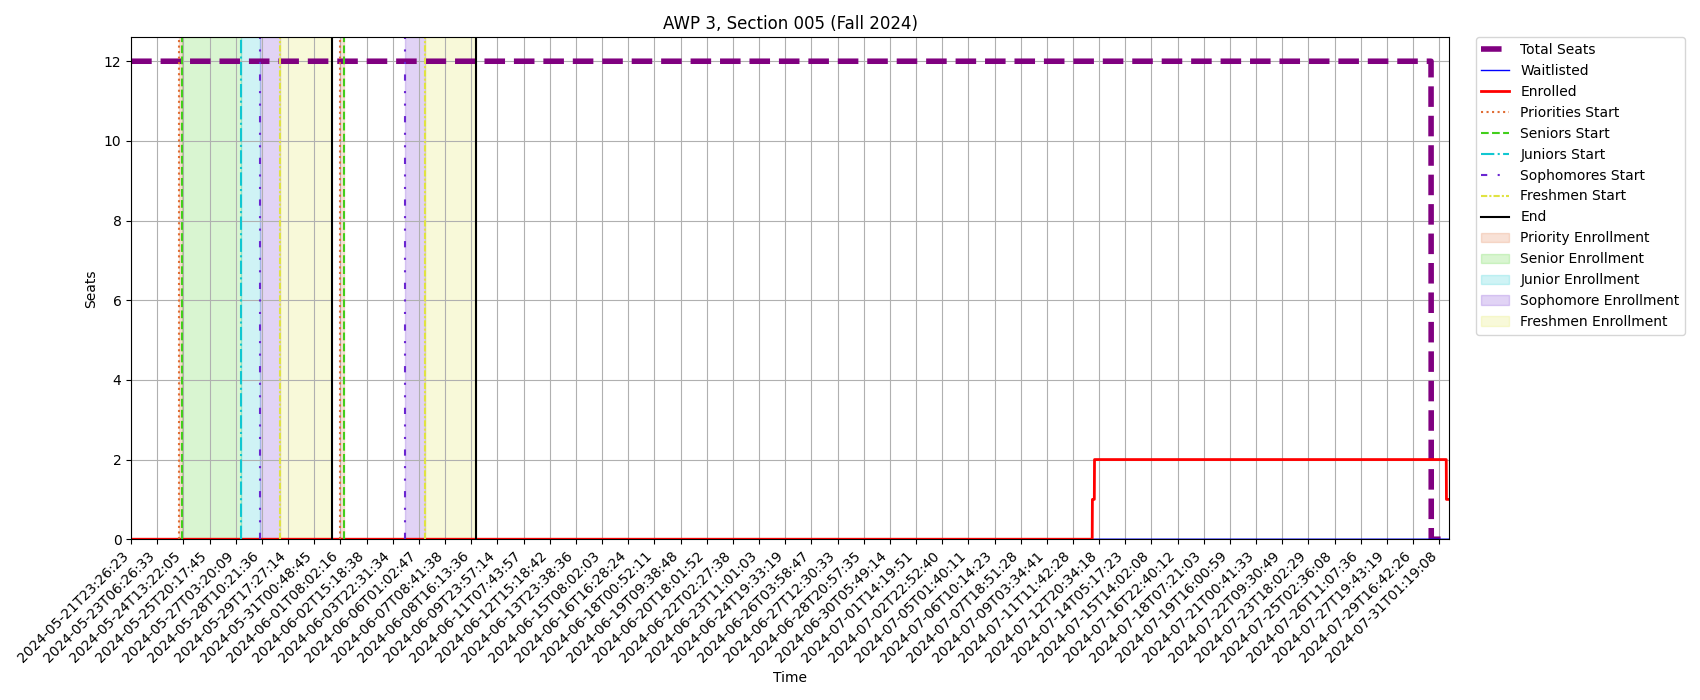 AWP 3, Section 005 (Fall 2024)
Total Seats
Waitlisted
Enrolled
Priorities Start
Seniors Start
Juniors Start
Sophomores Start
Freshmen Start
End
Priority Enrollment
Senior Enrollment
Junior Enrollment
Sophomore Enrollment
Freshmen Enrollment
Seats
12
10
8
6
4
2
0
2024-05-21T23:26:23
2024-05-23T06:26:33
2024-05-24T13:22:05
2024-05-25T20:17:45
2024-05-27T03:20:09
2024-05-28T10:21:36
2024-05-29T17:27:14
2024-05-31T00:48:45
2024-06-01T08:02:16
2024-06-02T15:18:38
2024-06-03T22:31:34
2024-06-06T01:02:47
2024-06-07T08:41:38
2024-06-08T16:13:36
2024-06-09T23:57:14
2024-06-11T07:43:57
2024-06-12T15:18:42
2024-06-13T23:38:36
2024-06-15T08:02:03
2024-06-16T16:28:24
2024-06-18T00:52:11
2024-06-19T09:38:48
2024-06-20T18:01:52
2024-06-22T02:27:38
2024-06-23T11:01:03
2024-06-24T19:33:19
2024-06-26T03:58:47
2024-06-27T12:30:33
2024-06-28T20:57:35
2024-06-30T05:49:14
2024-07-01T14:19:51
2024-07-02T22:52:40
2024-07-05T01:40:11
2024-07-06T10:14:23
2024-07-07T18:51:28
2024-07-09T03:34:41
2024-07-11T11:42:28
2024-07-12T20:34:18
2024-07-14T05:17:23
2024-07-15T14:02:08
2024-07-16T22:40:12
2024-07-18T07:21:03
2024-07-19T16:00:59
2024-07-21T00:41:33
2024-07-22T09:30:49
2024-07-23T18:02:29
2024-07-25T02:36:08
2024-07-26T11:07:36
2024-07-27T19:43:19
2024-07-29T16:42:26
2024-07-31T01:19:08
Time